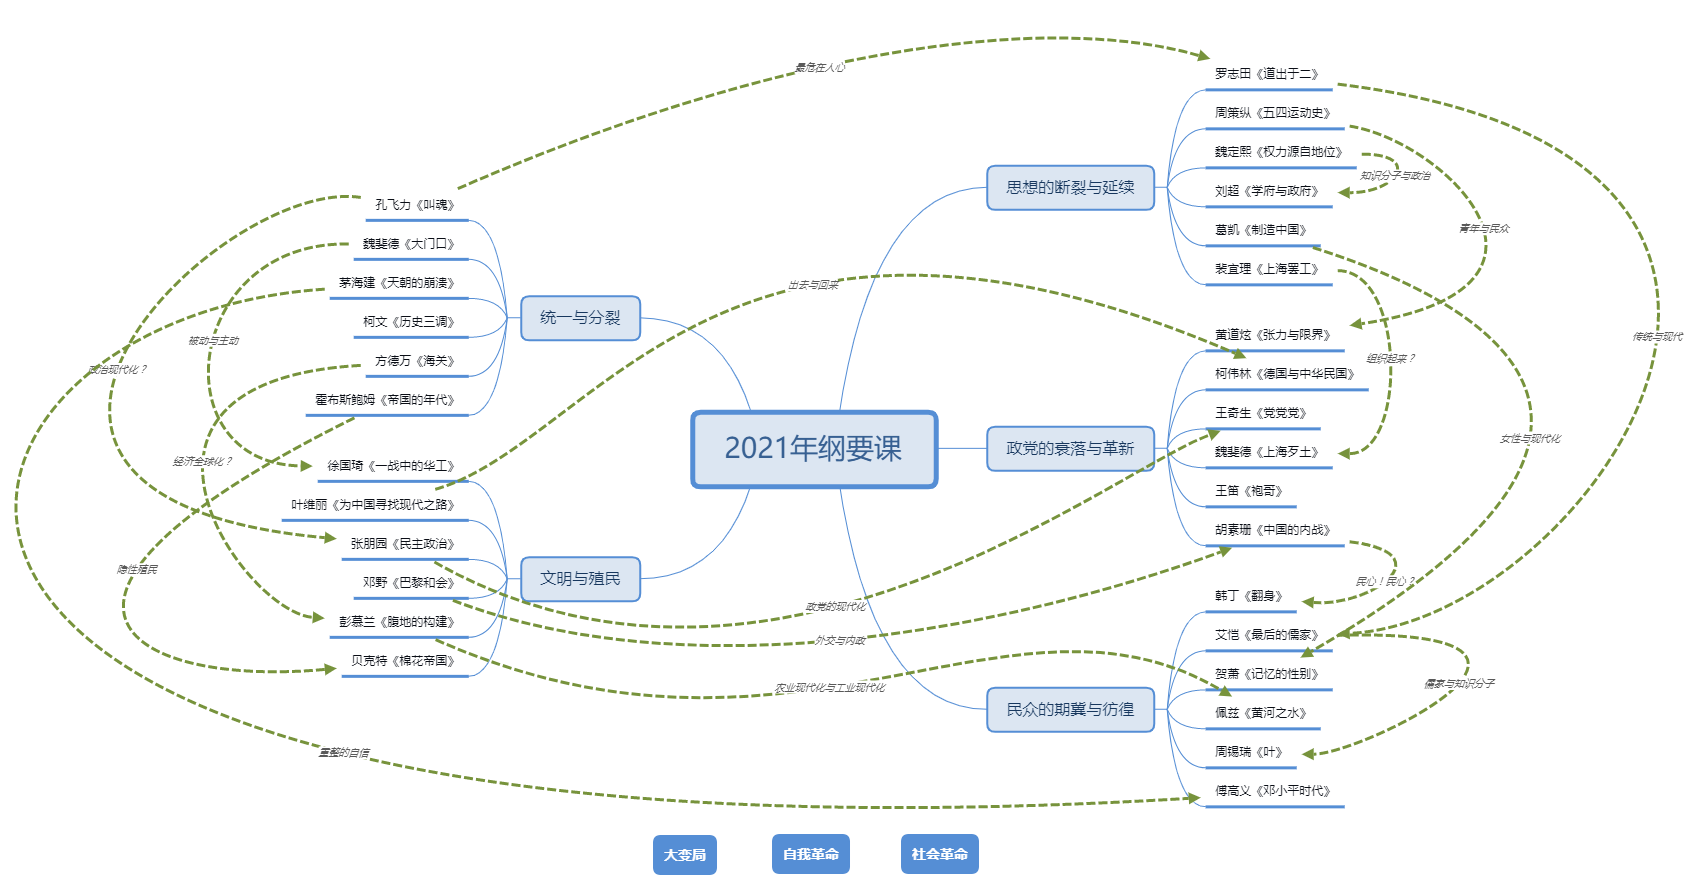 2021年纲要课
思想的断裂与延续
罗志田《道出于二》
周策纵《五四运动史》
魏定熙《权力源自地位》
刘超《学府与政府》
葛凯《制造中国》
裴宜理《上海罢工》
政党的衰落与革新
黄道炫《张力与限界》
柯伟林《德国与中华民国》
王奇生《党党党》
魏斐德《上海歹土》
王笛《袍哥》
胡素珊《中国的内战》
民众的期冀与彷徨
韩丁《翻身》
艾恺《最后的儒家》
贺萧《记忆的性别》
佩兹《黄河之水》
周锡瑞《叶》
傅高义《邓小平时代》
统一与分裂
孔飞力《叫魂》
魏斐德《大门口》
茅海建《天朝的崩溃》
柯文《历史三调》
方德万《海关》
霍布斯鲍姆《帝国的年代》
文明与殖民
徐国琦《一战中的华工》
叶维丽《为中国寻找现代之路》
张朋园《民主政治》
邓野《巴黎和会》
彭慕兰《腹地的构建》
贝克特《棉花帝国》
最危在人心
知识分子与政治
青年与民众
出去与回来
被动与主动
传统与现代
组织起来？
政治现代化？
女性与现代化
经济全球化？
隐性殖民
民心！民心？
政党的现代化
外交与内政
农业现代化与工业现代化
儒家与知识分子
重整的自信
大变局
自我革命
社会革命